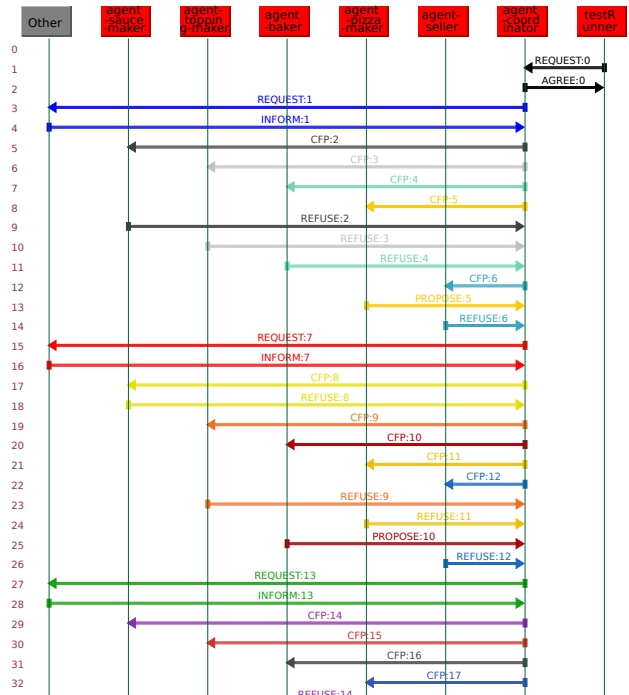 Other
agent
-sauce
-maker
agent-
toppin
g-maker
agent
-baker
agent
-pizza
-maker
agent-
seller
agent
-coord
inator
testR
unner
0
1 REQUEST:0
2 AGREE:0
3 REQUEST:1
4 INFORM:1
5 CFP:2
6 CFP:3
7 CFP:4
8 CFP:5
9 REFUSE:2
10 REFUSE:3
11 REFUSE:4
12 CFP:6
13 PROPOSE:5
14 REFUSE:6
15 REQUEST:7
16 INFORM:7
17 CFP:8
18 REFUSE:8
19 CFP:9
20 CFP:10
21 CFP:11
22 CFP:12
23 REFUSE:9
24 REFUSE:11
25 PROPOSE:10
26 REFUSE:12
27 REQUEST:13
28 INFORM:13
29 CFP:14
30 CFP:15
31 CFP:16
32 CFP:17
REFUSE:14